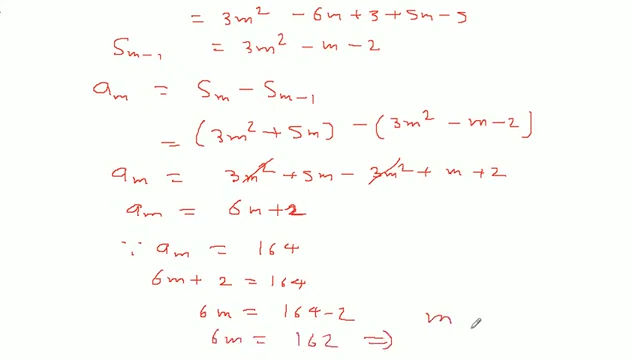 = 3m² - 6m + 3 + 5m - 5
Sm-1 = 3m² - m - 2
am = Sm - Sm-1
= (3m² + 5m) - (3m² - m - 2]
am = 3m² + 5m - 3m² + m + 2
am = 6m + 2
∵ am = 164
6m + 2 = 164
6m = 164 - 2
6m = 162 ⇒ m